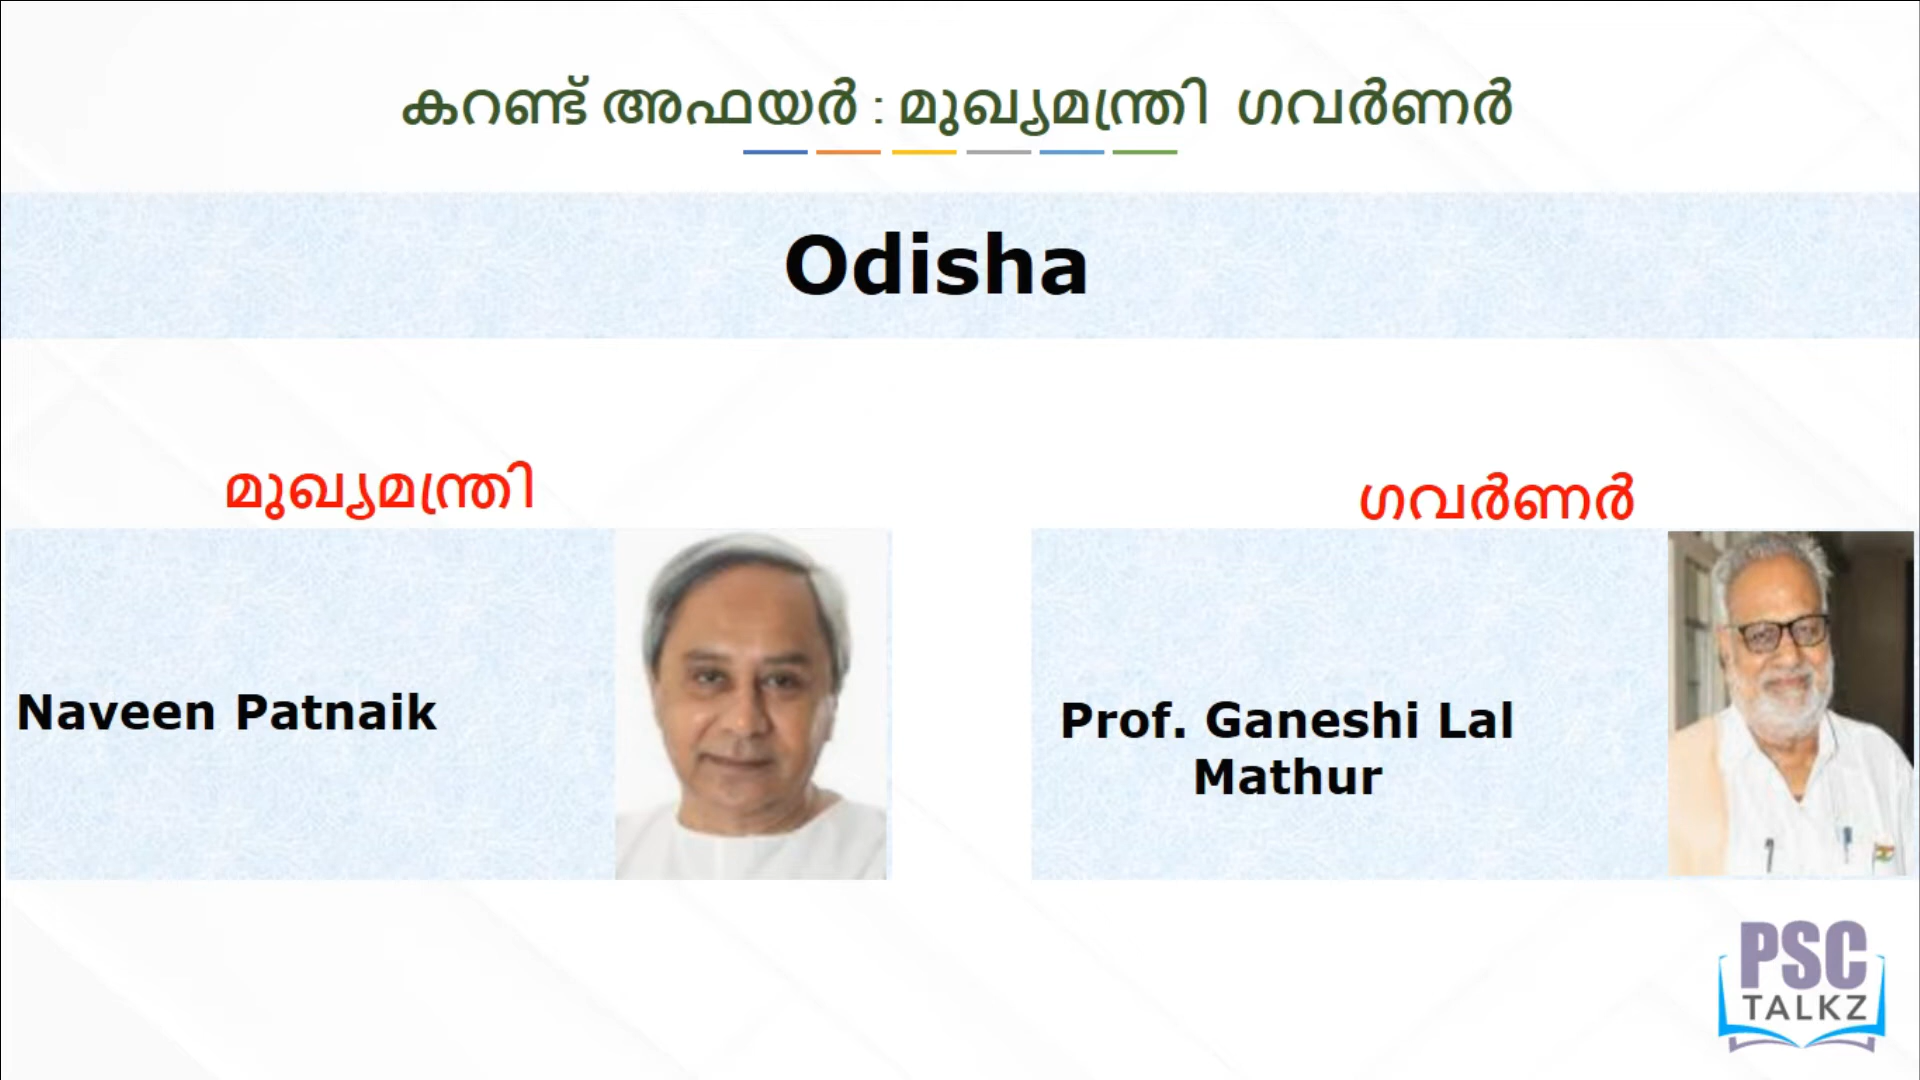 കറണ്ട് അഫയർ : മുഖ്യമന്ത്രി ഗവർണർ
Odisha
മുഖ്യമന്ത്രി
ഗവർണർ
Naveen Patnaik
Prof. Ganeshi Lal
Mathur
PSC
TALKZ